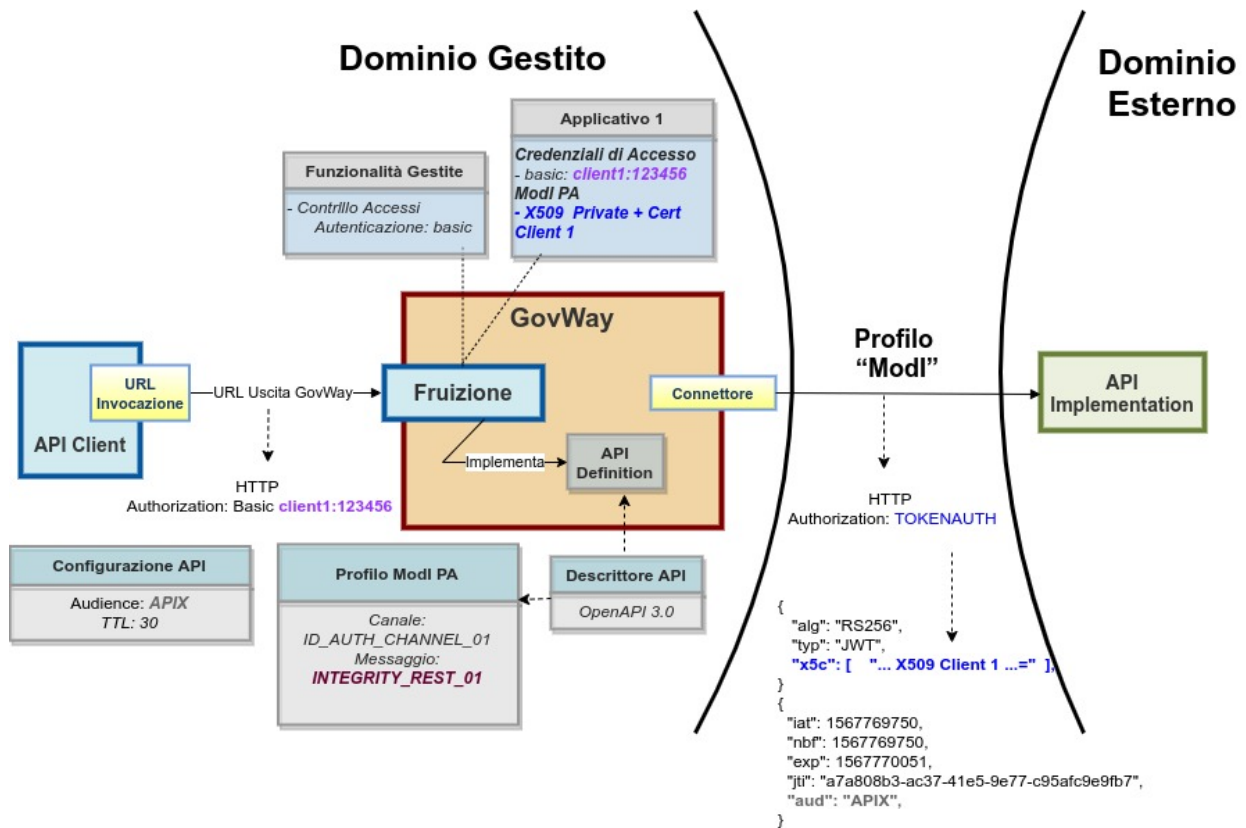 Dominio Gestito
Dominio
Esterno
Applicativo 1
Credenziali di Accesso
- basic: client1:123456
ModI PA
- X509 Private + Cert
Client 1
Funzionalità Gestite
- Contrlllo Accessi
Autenticazione: basic
GovWay
Profilo
“ModI”
URL
Invocazione
API Client
URL Uscita GovWay
Fruizione
Connettore
API
Implementation
Implementa
API
Definition
HTTP
Authorization: Basic client1:123456
HTTP
Authorization: TOKENAUTH
Configurazione API
Audience: APIX
TTL: 30
Profilo ModI PA
Canale:
ID_AUTH_CHANNEL_01
Messaggio:
INTEGRITY_REST_01
Descrittore API
OpenAPI 3.0
{
"alg": "RS256",
"typ": "JWT",
"x5c": [ "... X509 Client 1 ...=" ],
}
{
"iat": 1567769750,
"nbf": 1567769750,
"exp": 1567770051,
"jti": "a7a808b3-ac37-41e5-9e77-c95afc9e9fb7",
"aud": "APIX",
}